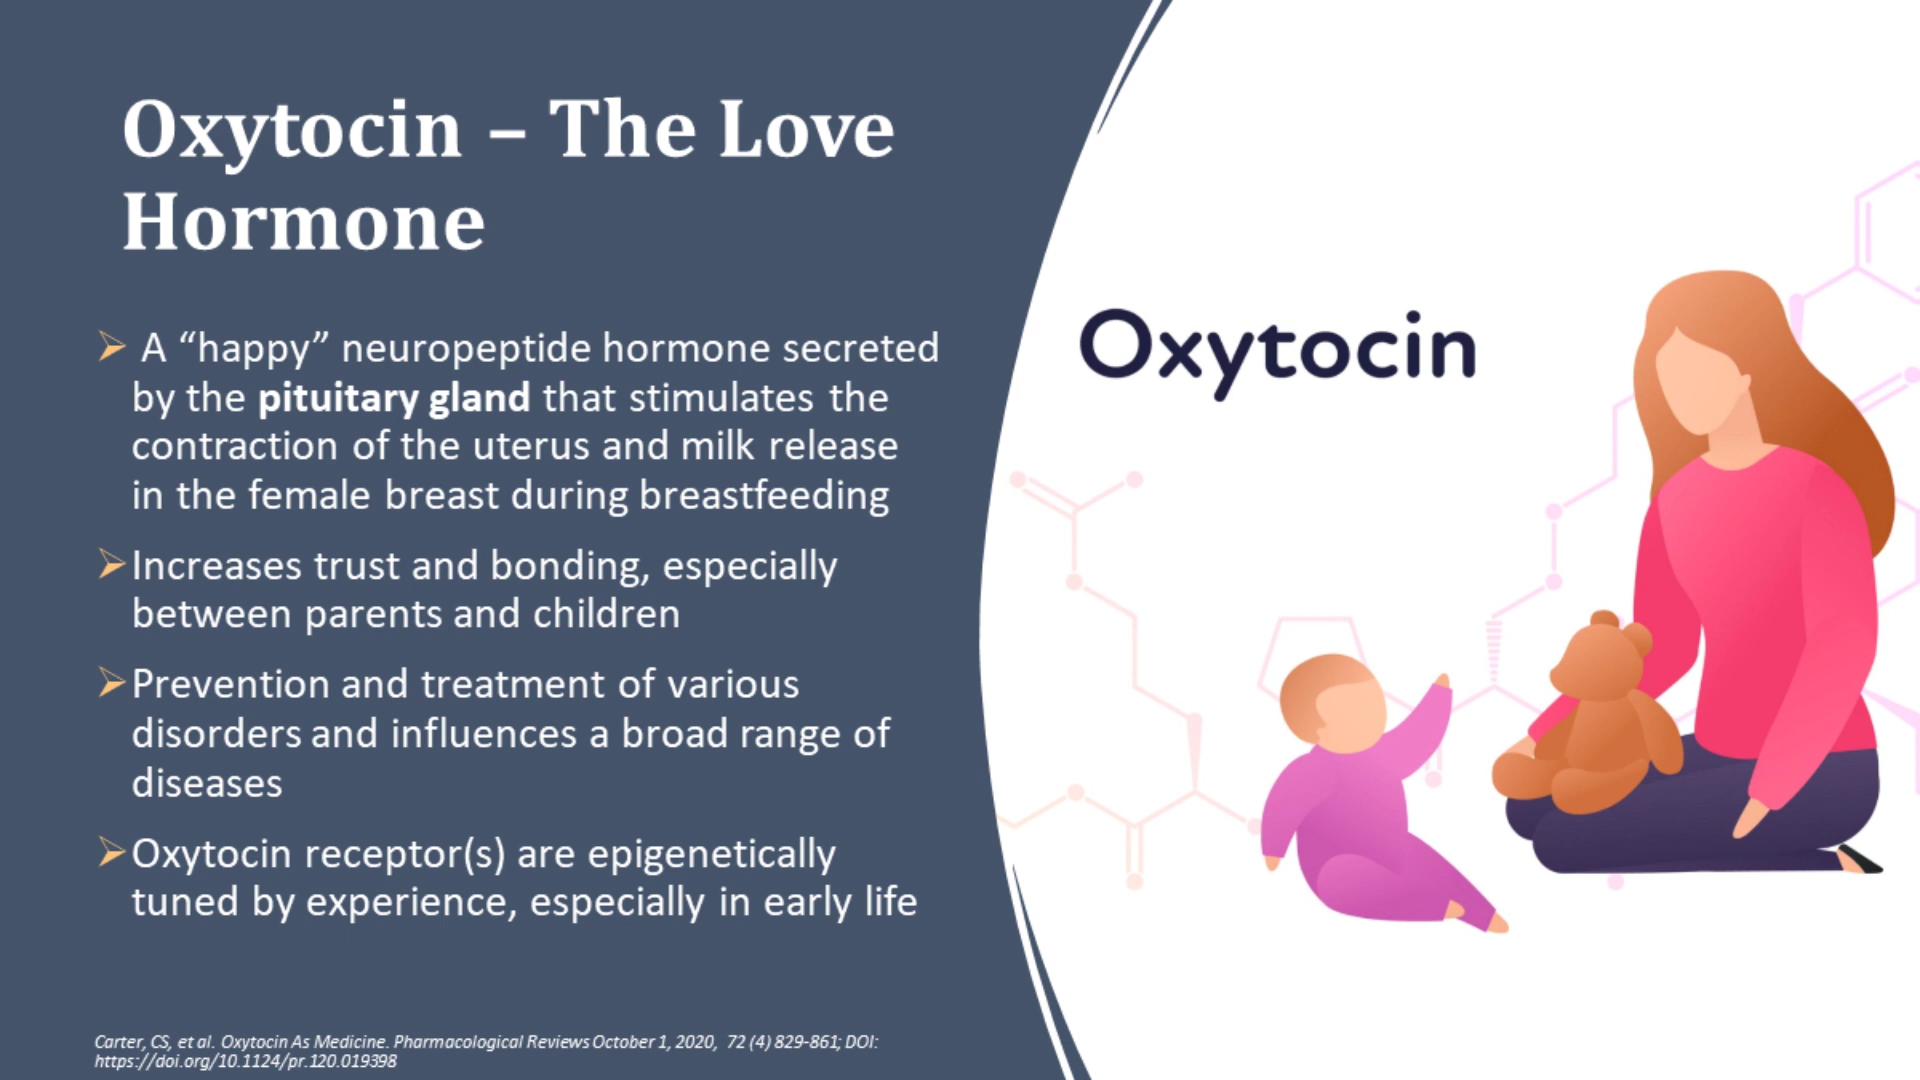 Oxytocin – The Love
Hormone
➢ A “happy” neuropeptide hormone secreted
by the pituitary gland that stimulates the
contraction of the uterus and milk release
in the female breast during breastfeeding
➢Increases trust and bonding, especially
between parents and children
➢Prevention and treatment of various
disorders and influences a broad range of
diseases
➢Oxytocin receptor(s) are epigenetically
tuned by experience, especially in early life
Carter, CS, et al. Oxytocin As Medicine. Pharmacological Reviews October 1, 2020, 72 (4) 829-861; DOI:
https://doi.org/10.1124/pr.120.019398
Oxytocin